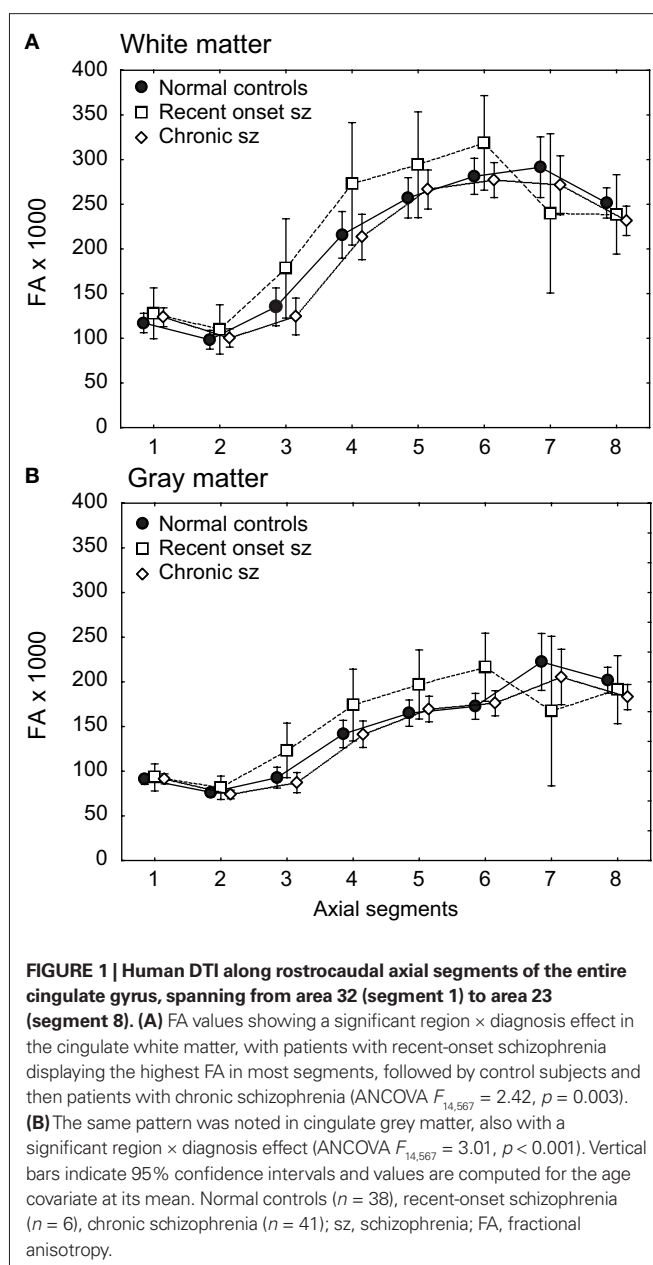 A White matter
400
350
300
250
200
150
100
50
0
FA x 1000
Normal controls
Recent onset sz
Chronic sz
1 2 3 4 5 6 7 8
B Gray matter
400
350
300
250
200
150
100
50
0
FA x 1000
Normal controls
Recent onset sz
Chronic sz
1 2 3 4 5 6 7 8
Axial segments
FIGURE 1 | Human DTI along rostrocaudal axial segments of the entire
cingulate gyrus, spanning from area 32 (segment 1) to area 23
(segment 8). (A) FA values showing a significant region × diagnosis effect in
the cingulate white matter, with patients with recent-onset schizophrenia
displaying the highest FA in most segments, followed by control subjects and
then patients with chronic schizophrenia (ANCOVA F14,567 = 2.42, p = 0.003).
(B) The same pattern was noted in cingulate grey matter, also with a
significant region × diagnosis effect (ANCOVA F14,567 = 3.01, p < 0.001). Vertical
bars indicate 95% confidence intervals and values are computed for the age
covariate at its mean. Normal controls (n = 38), recent-onset schizophrenia
(n = 6), chronic schizophrenia (n = 41); sz, schizophrenia; FA, fractional
anisotropy.